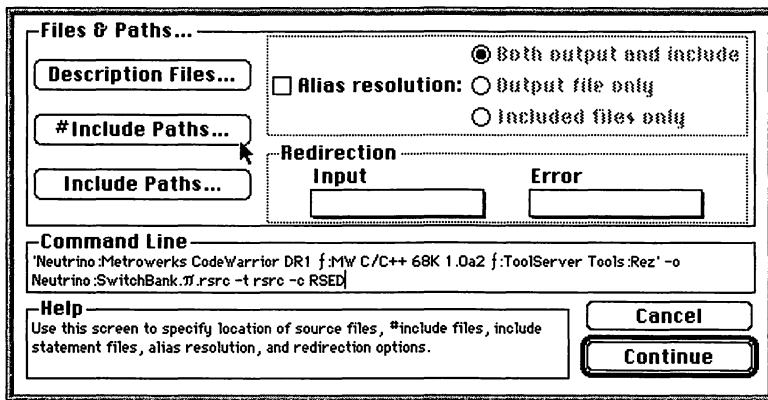 Files & Paths...
Description Files...
#Include Paths...
Include Paths...
Alias resolution:
Both output and include
Output file only
Included files only
Redirection
Input
Error
Command Line
'Neutrino:Metrowerks CodeWarrior DR1 ƒ:MW C/C++ 68K 1.0a2 ƒ:ToolServer Tools:Rez' -o
Neutrino:SwitchBank.π.rsrc -t rsrc -c RSED
Help
Use this screen to specify location of source files, #include files, include
statement files, alias resolution, and redirection options.
Cancel
Continue